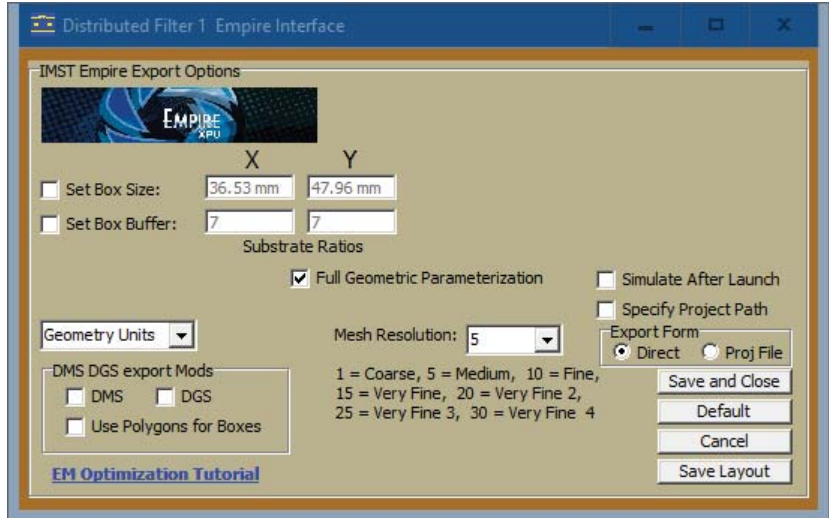 Distributed Filter 1 Empire Interface
IMST Empire Export Options
EMPIRE
XPU
X Y
Set Box Size: 36.53 mm 47.96 mm
Set Box Buffer: 7 7
Substrate Ratios
Full Geometric Parameterization
Simulate After Launch
Specify Project Path
Geometry Units
Mesh Resolution: 5
Export Form
Direct Proj File
DMS DGS export Mods
DMS DGS
Use Polygons for Boxes
1 = Coarse, 5 = Medium, 10 = Fine,
15 = Very Fine, 20 = Very Fine 2,
25 = Very Fine 3, 30 = Very Fine 4
Save and Close
Default
Cancel
Save Layout
EM Optimization Tutorial